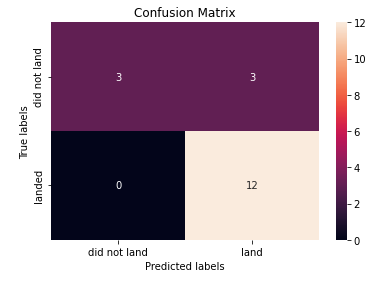 Confusion Matrix
True labels
did not land
landed
3
3
0
12
did not land
land
Predicted labels
12
10
8
6
4
2
0